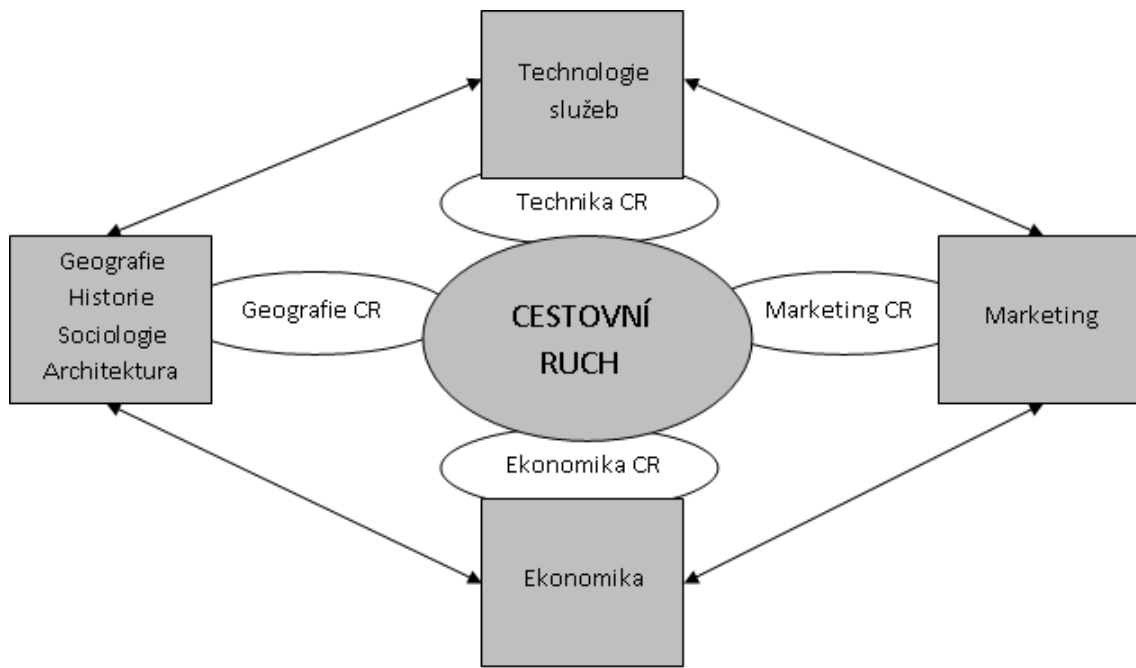 Technologie
služeb
Technika CR
Geografie
Historie
Sociologie
Architektura
Geografie CR
CESTOVNÍ
RUCH
Marketing CR
Marketing
Ekonomika CR
Ekonomika